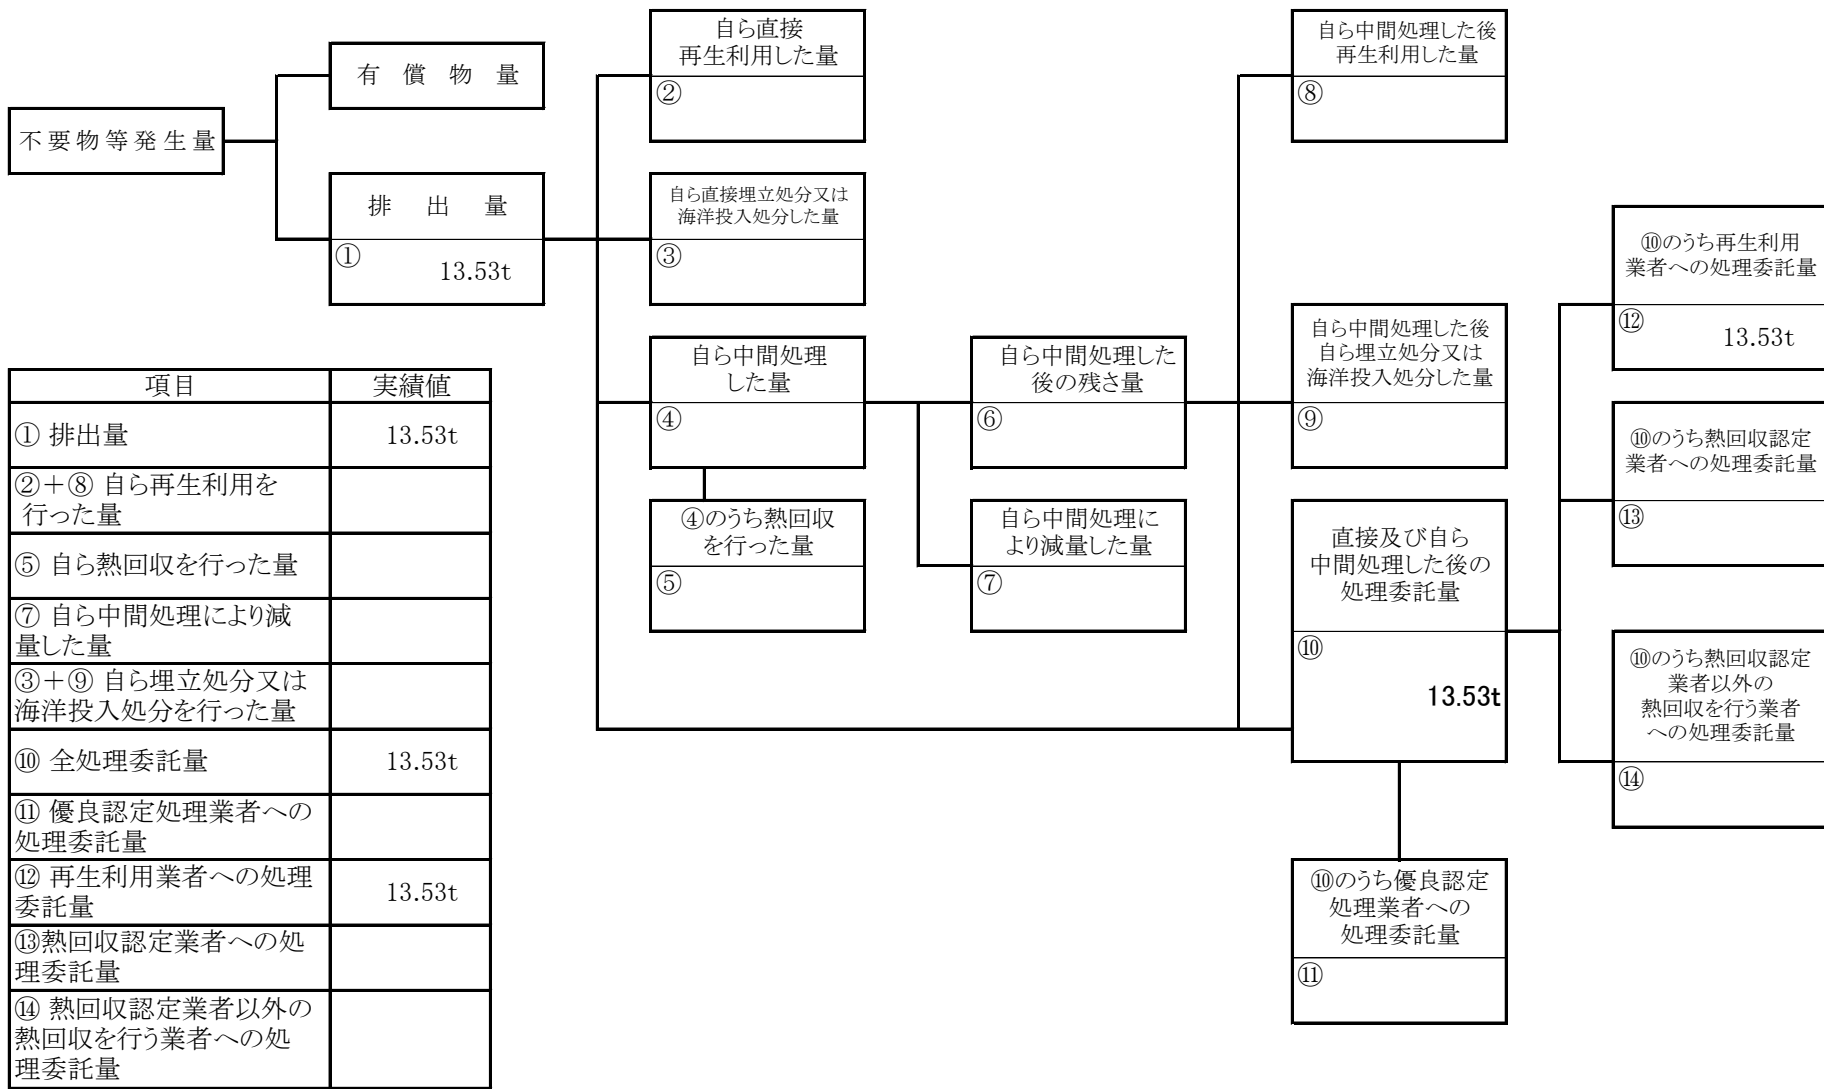 不要物等発生量
有償物量
排出量
①
13.53t
自ら直接
再生利用した量
②
自ら直接埋立処分又は
海洋投入処分した量
③
自ら中間処理
した量
④
④のうち熱回収
を行った量
⑤
自ら中間処理した
後の残さ量
⑥
自ら中間処理に
より減量した量
⑦
自ら中間処理した後
再生利用した量
⑧
自ら中間処理した後
自ら埋立処分又は
海洋投入処分した量
⑨
直接及び自ら
中間処理した後の
処理委託量
⑩
13.53t
⑩のうち優良認定
処理業者への
処理委託量
⑪
⑩のうち再生利用
業者への処理委託量
⑫
13.53t
⑩のうち熱回収認定
業者への処理委託量
⑬
⑩のうち熱回収認定
業者以外の
熱回収を行う業者
への処理委託量
⑭
項目 実績値
① 排出量 13.53t
②＋⑧ 自ら再生利用を
行った量
⑤ 自ら熱回収を行った量
⑦ 自ら中間処理により減
量した量
③＋⑨ 自ら埋立処分又は
海洋投入処分を行った量
⑩ 全処理委託量 13.53t
⑪ 優良認定処理業者への
処理委託量
⑫ 再生利用業者への処理
委託量 13.53t
⑬熱回収認定業者への処
理委託量
⑭ 熱回収認定業者以外の
熱回収を行う業者への処
理委託量